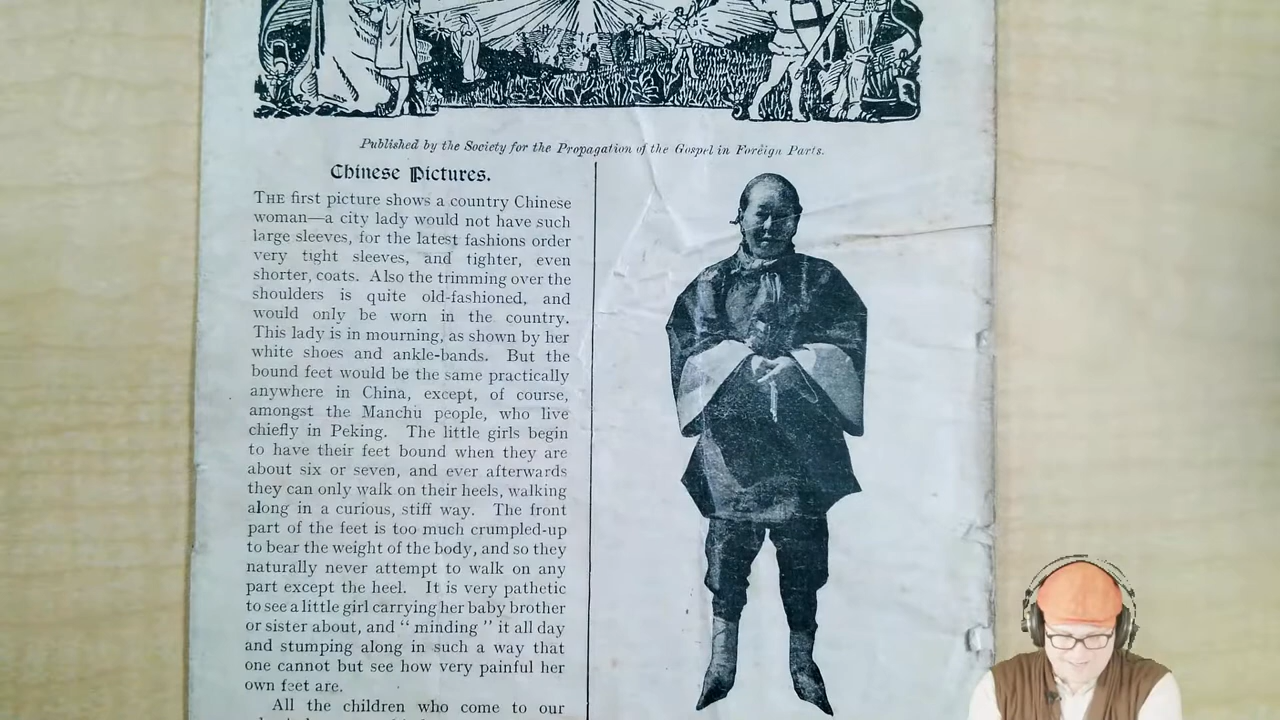 Published by the Society for the Propagation of the Gospel in Foreign Parts.
Chinese Pictures.
THE first picture shows a country Chinese
woman—a city lady would not have such
large sleeves, for the latest fashions order
very tight sleeves, and tighter, even
shorter, coats. Also the trimming over the
shoulders is quite old-fashioned, and
would only be worn in the country.
This lady is in mourning, as shown by her
white shoes and ankle-bands. But the
bound feet would be the same practically
anywhere in China, except, of course,
amongst the Manchu people, who live
chiefly in Peking. The little girls begin
to have their feet bound when they are
about six or seven, and ever afterwards
they can only walk on their heels, walking
along in a curious, stiff way. The front
part of the feet is too much crumpled-up
to bear the weight of the body, and so they
naturally never attempt to walk on any
part except the heel. It is very pathetic
to see a little girl carrying her baby brother
or sister about, and “ minding ” it all day
and stumping along in such a way that
one cannot but see how very painful her
own feet are.
All the children who come to our